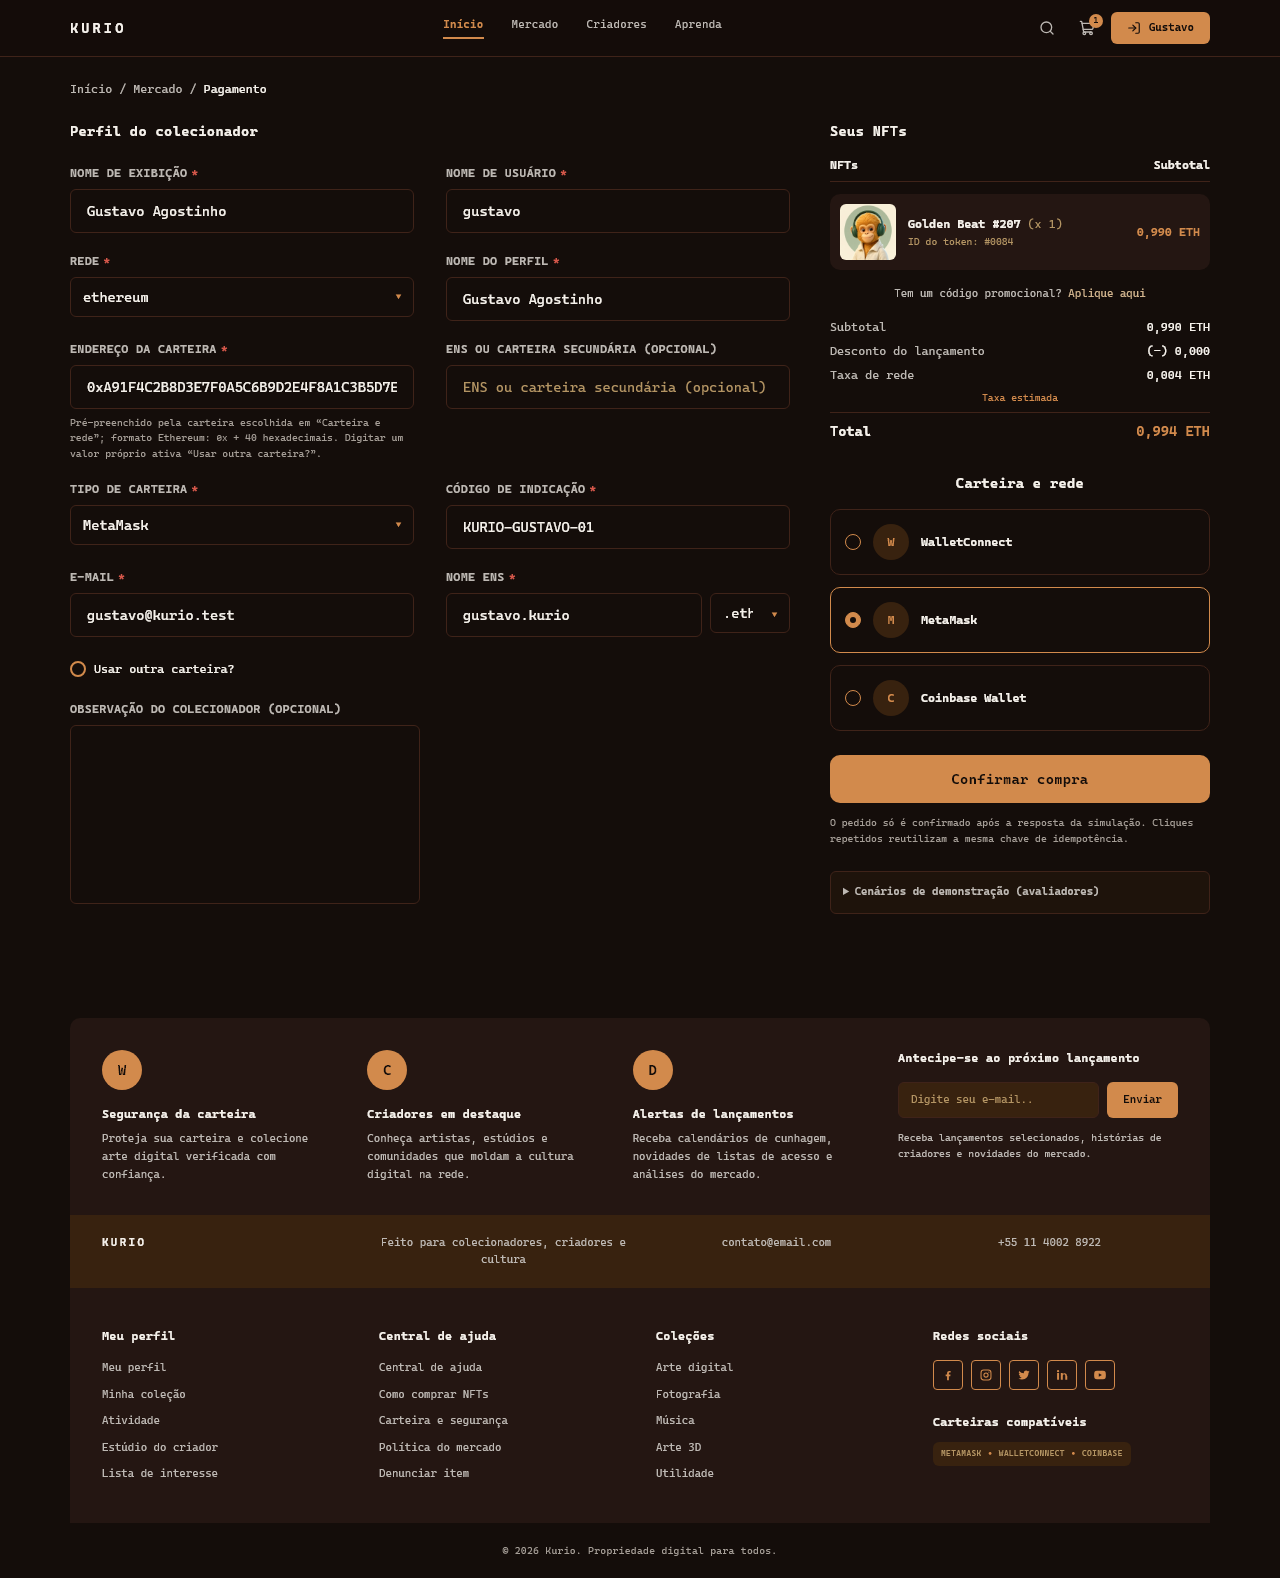 KURIO
Início Mercado Criadores Aprenda
1
Gustavo
Início / Mercado / Pagamento
Perfil do colecionador
NOME DE EXIBIÇÃO *
Gustavo Agostinho
NOME DE USUÁRIO *
gustavo
REDE *
ethereum
NOME DO PERFIL *
Gustavo Agostinho
ENDEREÇO DA CARTEIRA *
0xA91F4C2B8D3E7F0A5C6B9D2E4F8A1C3B5D7E
Pré-preenchido pela carteira escolhida em “Carteira e
rede”; formato Ethereum: 0x + 40 hexadecimais. Digitar um
valor próprio ativa “Usar outra carteira?”.
ENS OU CARTEIRA SECUNDÁRIA (OPCIONAL)
ENS ou carteira secundária (opcional)
TIPO DE CARTEIRA *
MetaMask
CÓDIGO DE INDICAÇÃO *
KURIO-GUSTAVO-01
E-MAIL *
gustavo@kurio.test
NOME ENS *
gustavo.kurio
.eth
Usar outra carteira?
OBSERVAÇÃO DO COLECIONADOR (OPCIONAL)
Seus NFTs
NFTs Subtotal
Golden Beat #207 (x 1)
ID do token: #0084
0,990 ETH
Tem um código promocional? Aplique aqui
Subtotal 0,990 ETH
Desconto do lançamento (-) 0,000
Taxa de rede 0,004 ETH
Taxa estimada
Total 0,994 ETH
Carteira e rede
W WalletConnect
M MetaMask
C Coinbase Wallet
Confirmar compra
O pedido só é confirmado após a resposta da simulação. Cliques
repetidos reutilizam a mesma chave de idempotência.
▶ Cenários de demonstração (avaliadores)
W
Segurança da carteira
Proteja sua carteira e colecione
arte digital verificada com
confiança.
C
Criadores em destaque
Conheça artistas, estúdios e
comunidades que moldam a cultura
digital na rede.
D
Alertas de lançamentos
Receba calendários de cunhagem,
novidades de listas de acesso e
análises do mercado.
Antecipe-se ao próximo lançamento
Digite seu e-mail..
Enviar
Receba lançamentos selecionados, histórias de
criadores e novidades do mercado.
KURIO
Feito para colecionadores, criadores e
cultura
contato@email.com
+55 11 4002 8922
Meu perfil
Meu perfil
Minha coleção
Atividade
Estúdio do criador
Lista de interesse
Central de ajuda
Central de ajuda
Como comprar NFTs
Carteira e segurança
Política do mercado
Denunciar item
Coleções
Arte digital
Fotografia
Música
Arte 3D
Utilidade
Redes sociais
Carteiras compatíveis
METAMASK • WALLETCONNECT • COINBASE
© 2026 Kurio. Propriedade digital para todos.